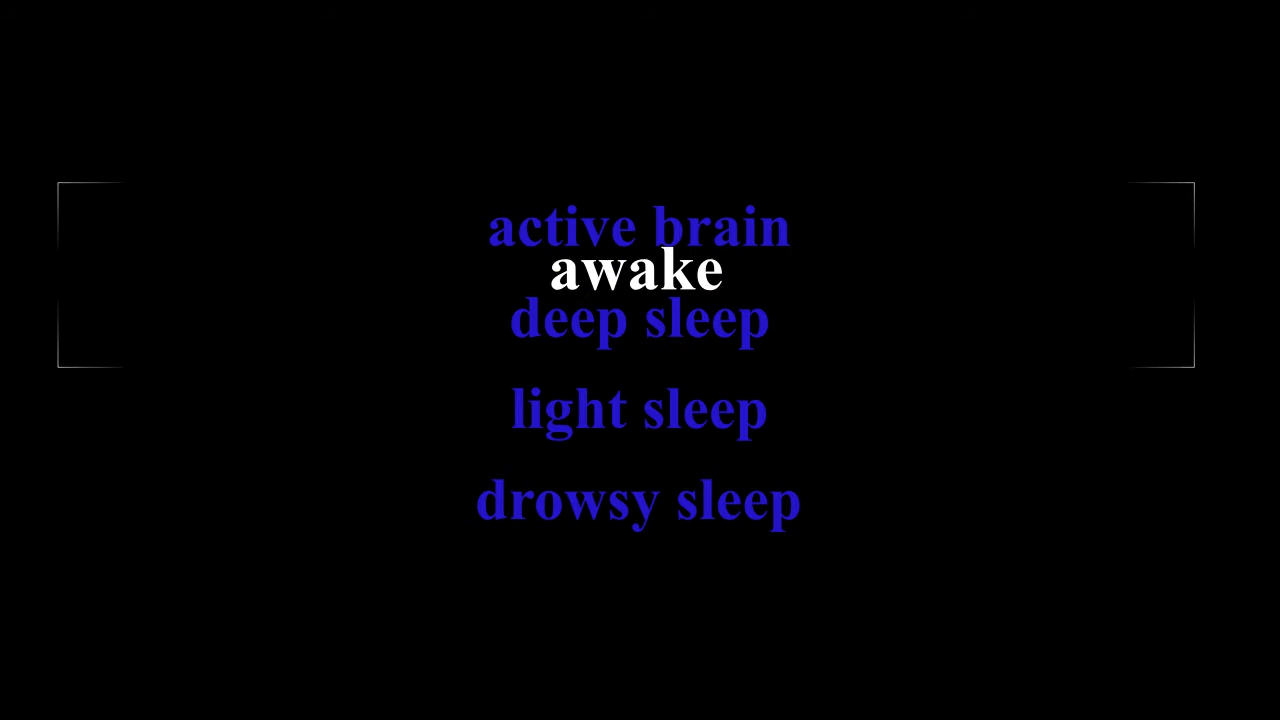 active brain
awake
deep sleep
light sleep
drowsy sleep